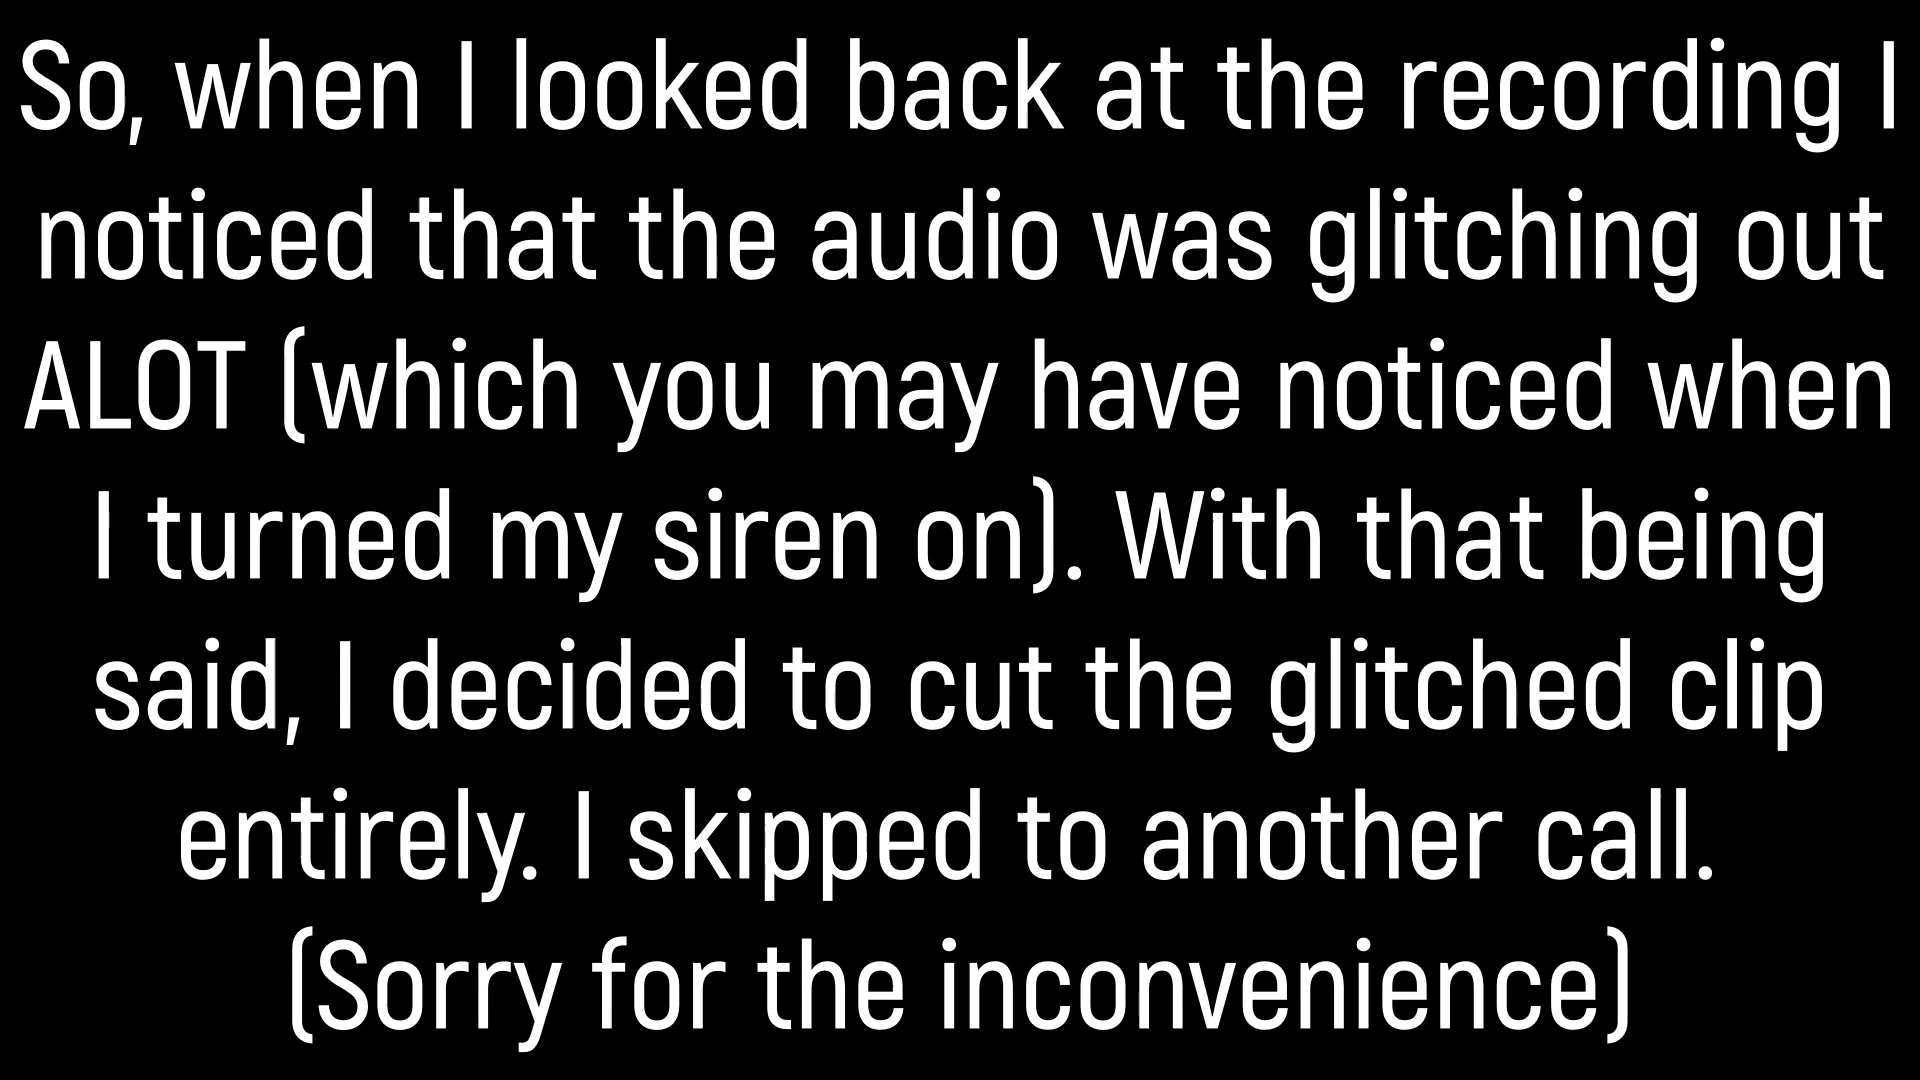 So, when I looked back at the recording I
noticed that the audio was glitching out
ALOT (which you may have noticed when
I turned my siren on). With that being
said, I decided to cut the glitched clip
entirely. I skipped to another call.
(Sorry for the inconvenience)